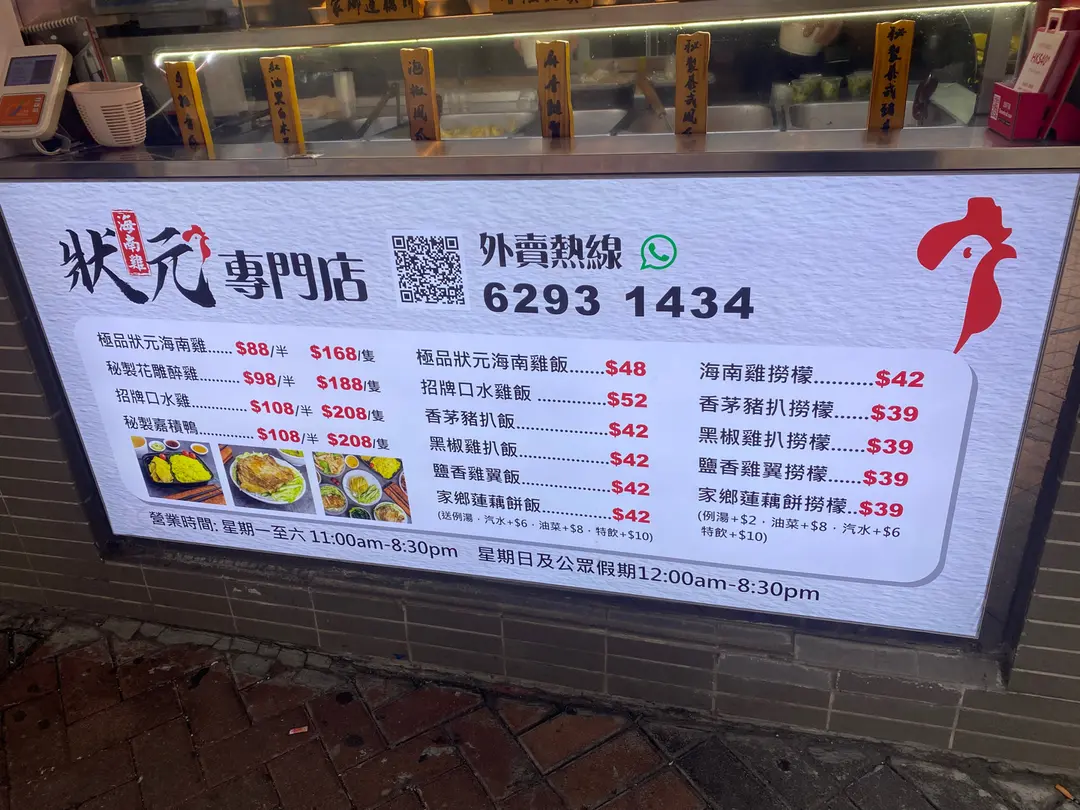 紅油黑木
泡椒鳳爪
狀元
海南雞
專門店
外賣熱線
6293 1434
極品狀元海南雞......$88/半 $168/隻
秘製花雕醉雞..........$98/半 $188/隻
招牌口水雞............$108/半 $208/隻
秘製嘉積鴨............$108/半 $208/隻
極品狀元海南雞飯......$48
招牌口水雞飯 ..........$52
香茅豬扒飯..............$42
黑椒雞扒飯..............$42
鹽香雞翼飯..............$42
家鄉蓮藕餅飯..........$42
(送例湯 · 汽水+$6 · 油菜+$8 · 特飲+$10)
海南雞撈檬..........$42
香茅豬扒撈檬......$39
黑椒雞扒撈檬......$39
鹽香雞翼撈檬......$39
家鄉蓮藕餅撈檬..$39
(例湯+$2 · 油菜+$8 · 汽水+$6
特飲+$10)
營業時間: 星期一至六 11:00am-8:30pm 星期日及公眾假期12:00am-8:30pm